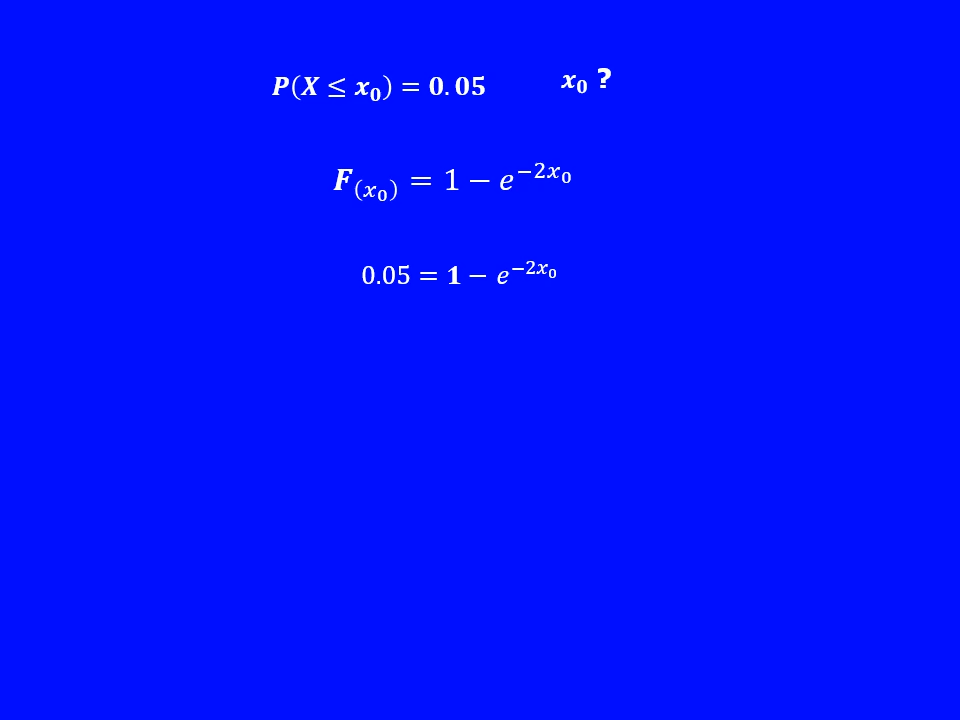 𝑷(𝑿 ≤ 𝒙₀) = 𝟎.𝟎𝟓 𝒙₀ ?
𝑭₍ₓ₀₎ = 1 − 𝑒^{−2𝑥₀}
0.05 = 𝟏 − 𝑒^{−2𝑥₀}